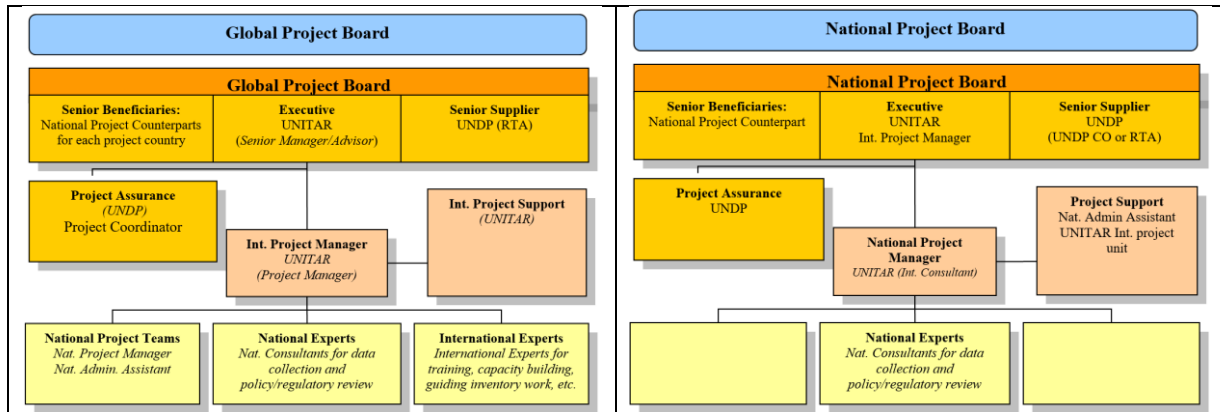 Global Project Board
Global Project Board
Senior Beneficiaries:
National Project Counterparts
for each project country
Executive
UNITAR
(Senior Manager/Advisor)
Senior Supplier
UNDP (RTA)
Project Assurance
(UNDP)
Project Coordinator
Int. Project Support
(UNITAR)
Int. Project Manager
UNITAR
(Project Manager)
National Project Teams
Nat. Project Manager
Nat. Admin. Assistant
National Experts
Nat. Consultants for data
collection and
policy/regulatory review
International Experts
International Experts for
training, capacity building,
guiding inventory work, etc.
National Project Board
National Project Board
Senior Beneficiaries:
National Project Counterpart
Executive
UNITAR
Int. Project Manager
Senior Supplier
UNDP
(UNDP CO or RTA)
Project Assurance
UNDP
Project Support
Nat. Admin Assistant
UNITAR Int. project
unit
National Project
Manager
UNITAR (Int. Consultant)
National Experts
Nat. Consultants for data
collection and
policy/regulatory review